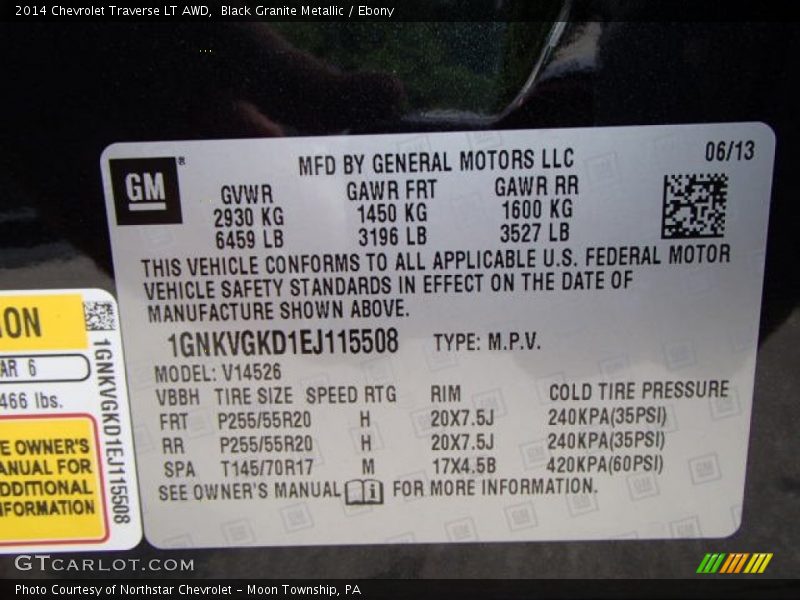 2014 Chevrolet Traverse LT AWD, Black Granite Metallic / Ebony
MFD BY GENERAL MOTORS LLC 06/13
GM®
GVWR GAWR FRT GAWR RR
2930 KG 1450 KG 1600 KG
6459 LB 3196 LB 3527 LB
THIS VEHICLE CONFORMS TO ALL APPLICABLE U.S. FEDERAL MOTOR
VEHICLE SAFETY STANDARDS IN EFFECT ON THE DATE OF
MANUFACTURE SHOWN ABOVE.
1GNKVGKD1EJ115508 TYPE: M.P.V.
MODEL: V14526
VBBH TIRE SIZE SPEED RTG RIM COLD TIRE PRESSURE
FRT P255/55R20 H 20X7.5J 240KPA(35PSI)
RR P255/55R20 H 20X7.5J 240KPA(35PSI)
SPA T145/70R17 M 17X4.5B 420KPA(60PSI)
SEE OWNER'S MANUAL i FOR MORE INFORMATION.
ION
AR 6
466 lbs.
E OWNER'S
ANUAL FOR
DDITIONAL
FORMATION
1GNKVGKD1EJ115508
GTCARLOT.COM
Photo Courtesy of Northstar Chevrolet - Moon Township, PA